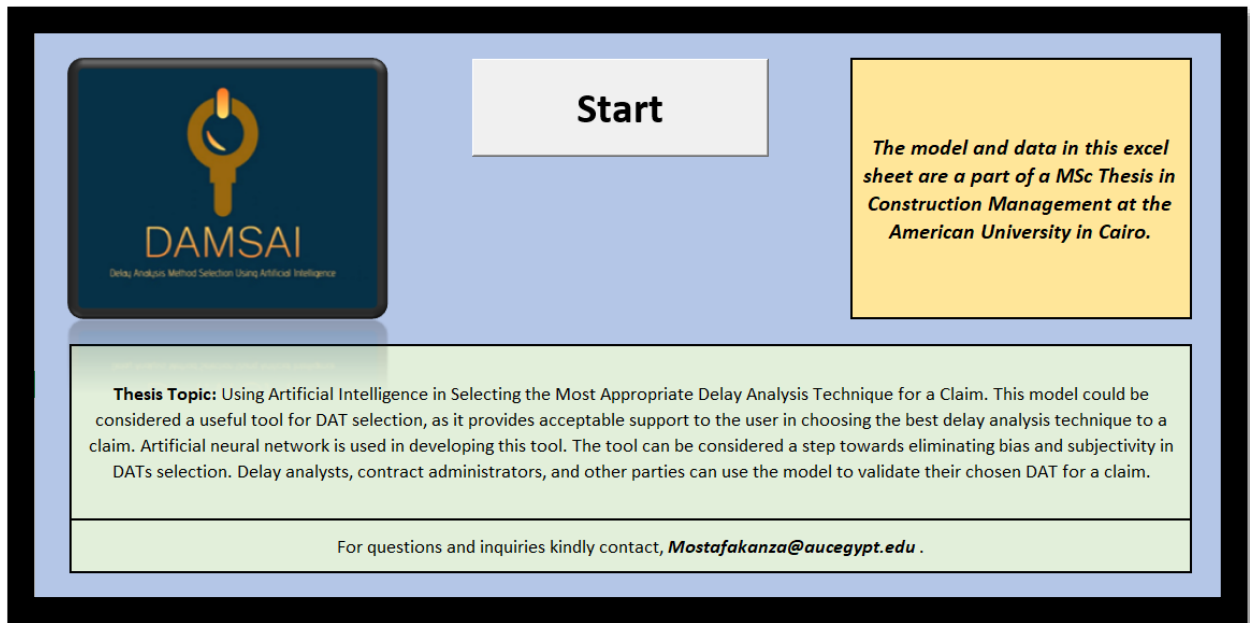 Start
The model and data in this excel
sheet are a part of a MSc Thesis in
Construction Management at the
American University in Cairo.
DAMSAI
Delay Analysis Method Selection Using Artificial Intelligence
Thesis Topic: Using Artificial Intelligence in Selecting the Most Appropriate Delay Analysis Technique for a Claim. This model could be
considered a useful tool for DAT selection, as it provides acceptable support to the user in choosing the best delay analysis technique to a
claim. Artificial neural network is used in developing this tool. The tool can be considered a step towards eliminating bias and subjectivity in
DATs selection. Delay analysts, contract administrators, and other parties can use the model to validate their chosen DAT for a claim.
For questions and inquiries kindly contact, Mostafakanza@aucegypt.edu .